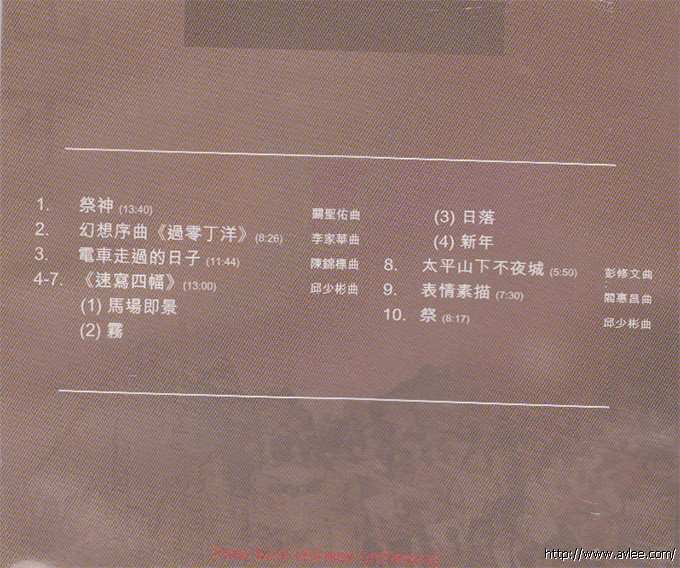 1. 祭神 (13:40) 關聖佑曲
2. 幻想序曲《過零丁洋》(8:26) 李家華曲
3. 電車走過的日子 (11:44) 陳錦標曲
4-7. 《速寫四幅》(13:00) 邱少彬曲
(1) 馬場即景
(2) 霧
(3) 日落
(4) 新年
8. 太平山下不夜城 (5:50) 彭修文曲
9. 表情素描 (7:30) 閻惠昌曲
10. 祭 (8:17) 邱少彬曲
http://www.avlee.com/